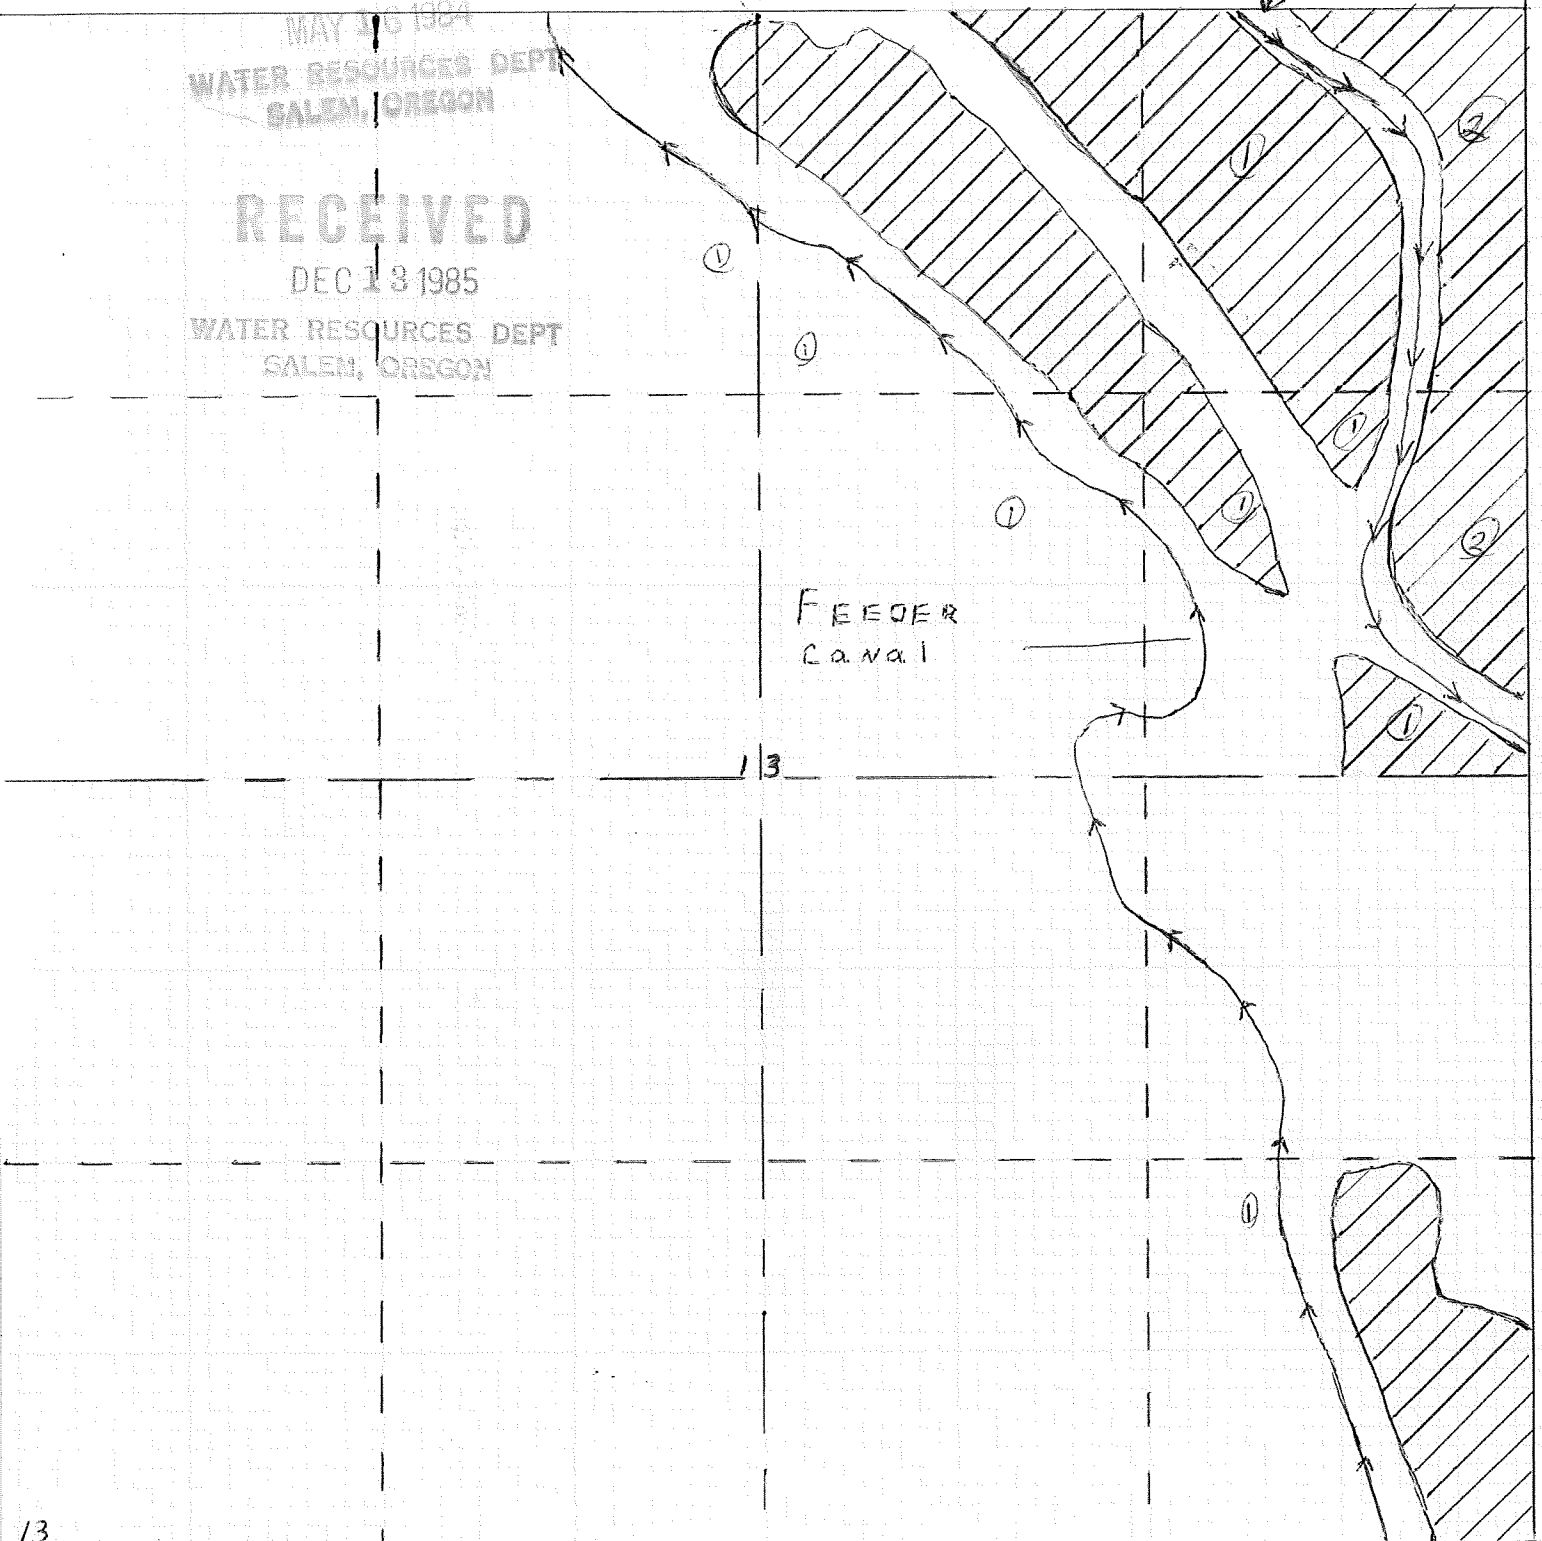 MAY 16 1984
WATER RESOURCES DEPT
SALEM, OREGON
RECEIVED
DEC 13 1985
WATER RESOURCES DEPT
SALEM, OREGON
2
1
1
1
1
1
1
2
FEEDER
CANAl
1
13
1
13